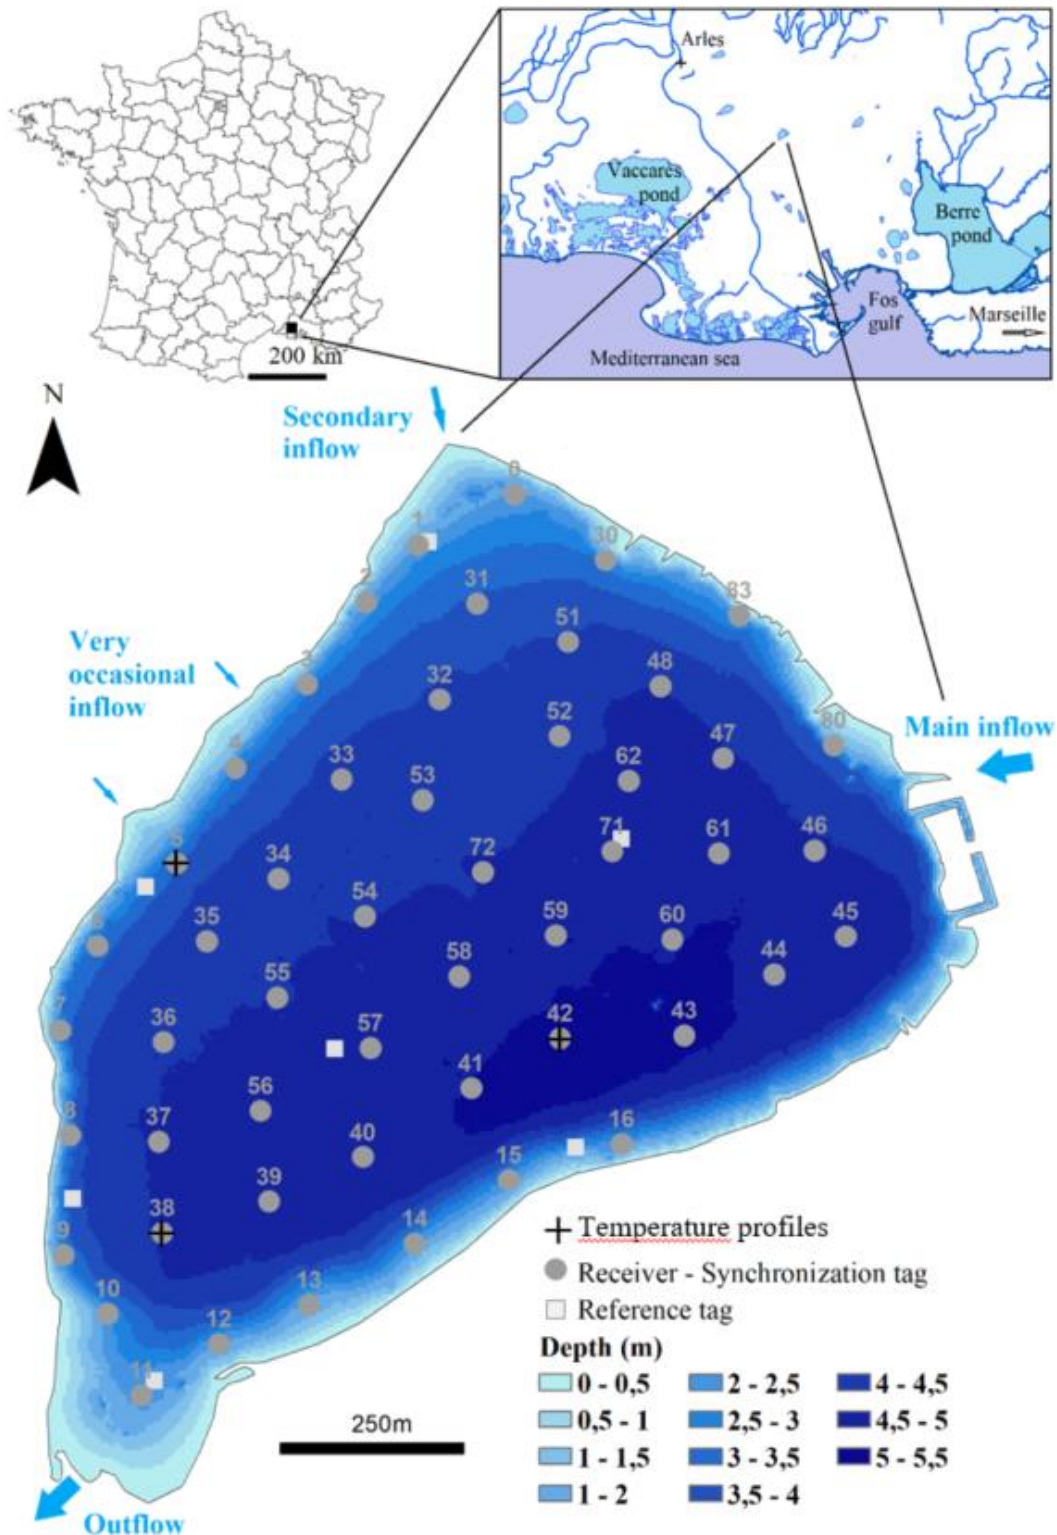 Arles
Vaccarès
pond
Berre
pond
Fos
gulf
Marseille
Mediterranean sea
200 km
N
Secondary
inflow
Very
occasional
inflow
Main inflow
0
1
30
2
31
83
51
3
32
48
52
80
4
33
47
62
53
5
34
72
71
61
46
54
6
35
59
60
45
58
44
55
7
36
57
42
43
41
56
8
37
40
16
39
15
38
9
14
10
13
12
11
Temperature profiles
Receiver - Synchronization tag
Reference tag
Depth (m)
0 - 0,5
2 - 2,5
4 - 4,5
0,5 - 1
2,5 - 3
4,5 - 5
1 - 1,5
3 - 3,5
5 - 5,5
1 - 2
3,5 - 4
250m
Outflow